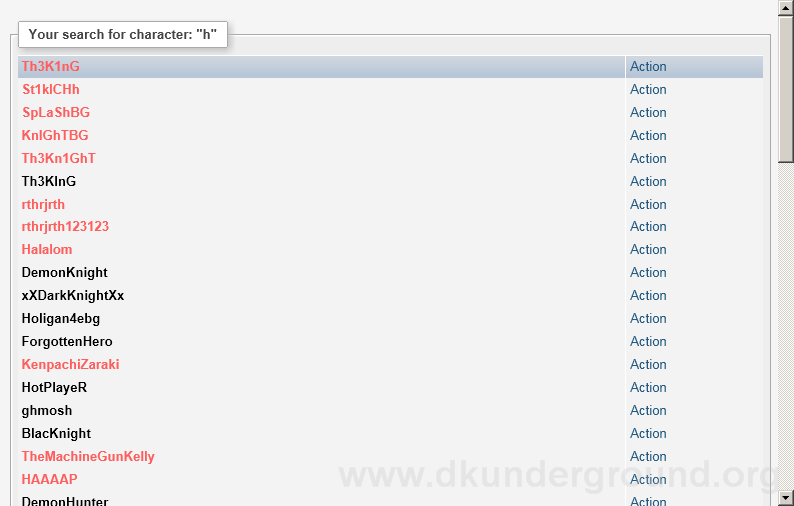 Your search for character: "h"
Th3K1nG Action
St1klCHh Action
SpLaShBG Action
KnIGhTBG Action
Th3Kn1GhT Action
Th3KInG Action
rthrjrth Action
rthrjrth123123 Action
Halalom Action
DemonKnight Action
xXDarkKnightXx Action
Holigan4ebg Action
ForgottenHero Action
KenpachiZaraki Action
HotPlayeR Action
ghmosh Action
BlacKnight Action
TheMachineGunKelly Action
HAAAAP Action
www.dkunderground.org
DemonHunter Action